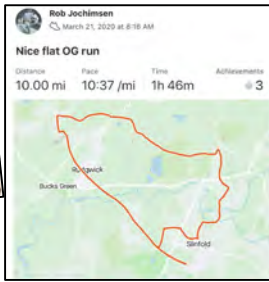 Rob Jochimsen
March 21, 2020 at 8:16 AM
Nice flat OG run
Distance Pace Time Achievements
10.00 mi 10:37 /mi 1h 46m 3
Bucks Green
Slinfold